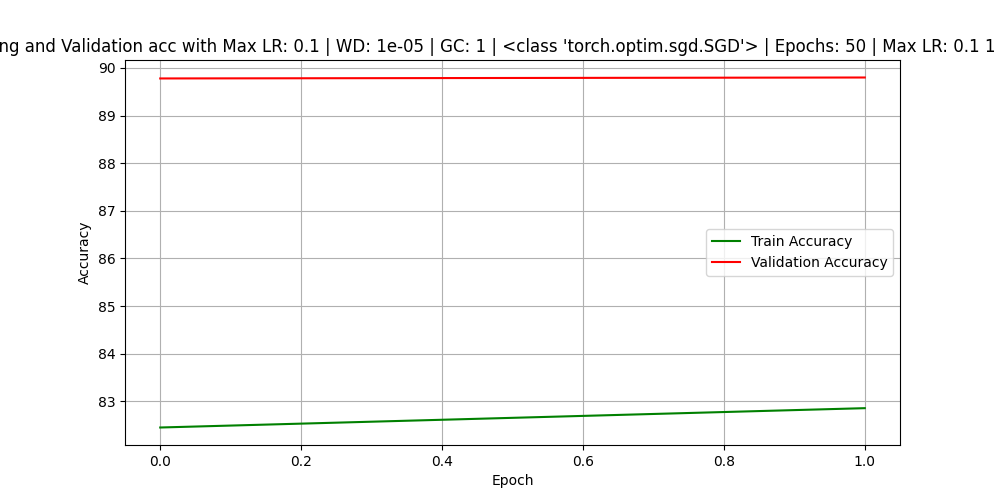 ng and Validation acc with Max LR: 0.1 | WD: 1e-05 | GC: 1 | <class 'torch.optim.sgd.SGD'> | Epochs: 50 | Max LR: 0.1 1
90
89
88
87
86
85
84
83
Accuracy
Train Accuracy
Validation Accuracy
0.0 0.2 0.4 0.6 0.8 1.0
Epoch